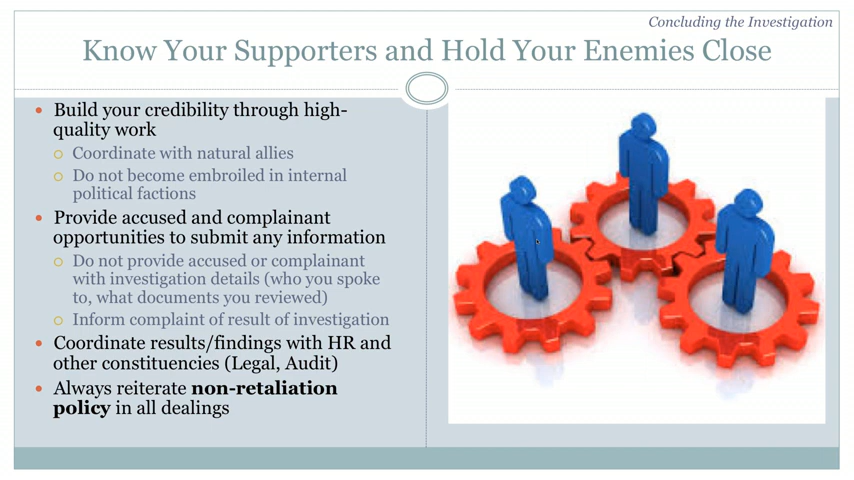 Concluding the Investigation
Know Your Supporters and Hold Your Enemies Close
Build your credibility through high-
quality work
Coordinate with natural allies
Do not become embroiled in internal
political factions
Provide accused and complainant
opportunities to submit any information
Do not provide accused or complainant
with investigation details (who you spoke
to, what documents you reviewed)
Inform complaint of result of investigation
Coordinate results/findings with HR and
other constituencies (Legal, Audit)
Always reiterate non-retaliation
policy in all dealings